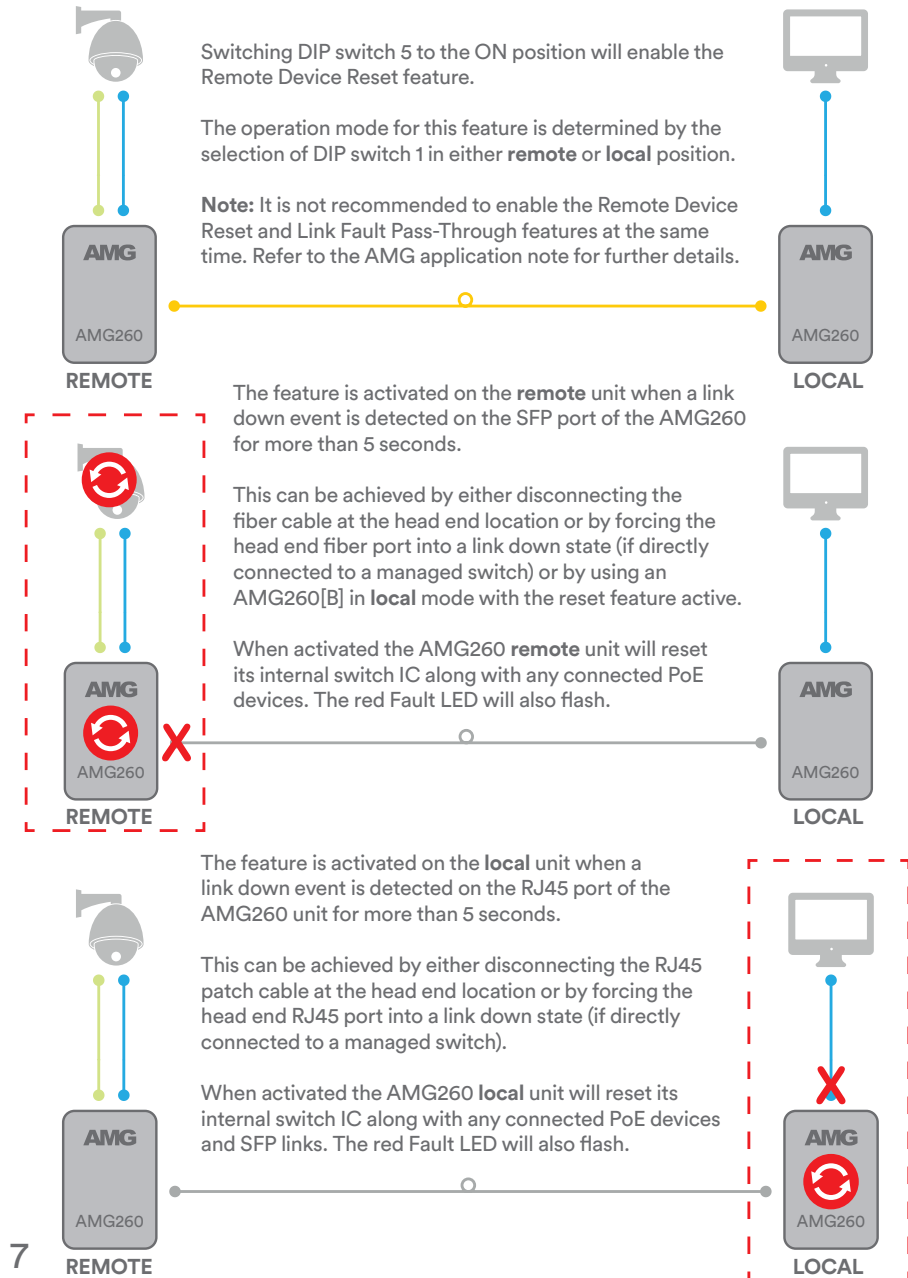 Switching DIP switch 5 to the ON position will enable the
Remote Device Reset feature.
The operation mode for this feature is determined by the
selection of DIP switch 1 in either remote or local position.
Note: It is not recommended to enable the Remote Device
Reset and Link Fault Pass-Through features at the same
time. Refer to the AMG application note for further details.
AMG
AMG260
REMOTE
AMG
AMG260
LOCAL
The feature is activated on the remote unit when a link
down event is detected on the SFP port of the AMG260
for more than 5 seconds.
This can be achieved by either disconnecting the
fiber cable at the head end location or by forcing the
head end fiber port into a link down state (if directly
connected to a managed switch) or by using an
AMG260[B] in local mode with the reset feature active.
When activated the AMG260 remote unit will reset
its internal switch IC along with any connected PoE
devices. The red Fault LED will also flash.
AMG
X
AMG260
REMOTE
AMG
AMG260
LOCAL
The feature is activated on the local unit when a
link down event is detected on the RJ45 port of the
AMG260 unit for more than 5 seconds.
This can be achieved by either disconnecting the RJ45
patch cable at the head end location or by forcing the
head end RJ45 port into a link down state (if directly
connected to a managed switch).
When activated the AMG260 local unit will reset its
internal switch IC along with any connected PoE devices
and SFP links. The red Fault LED will also flash.
AMG
AMG260
REMOTE
X
AMG
AMG260
LOCAL
7